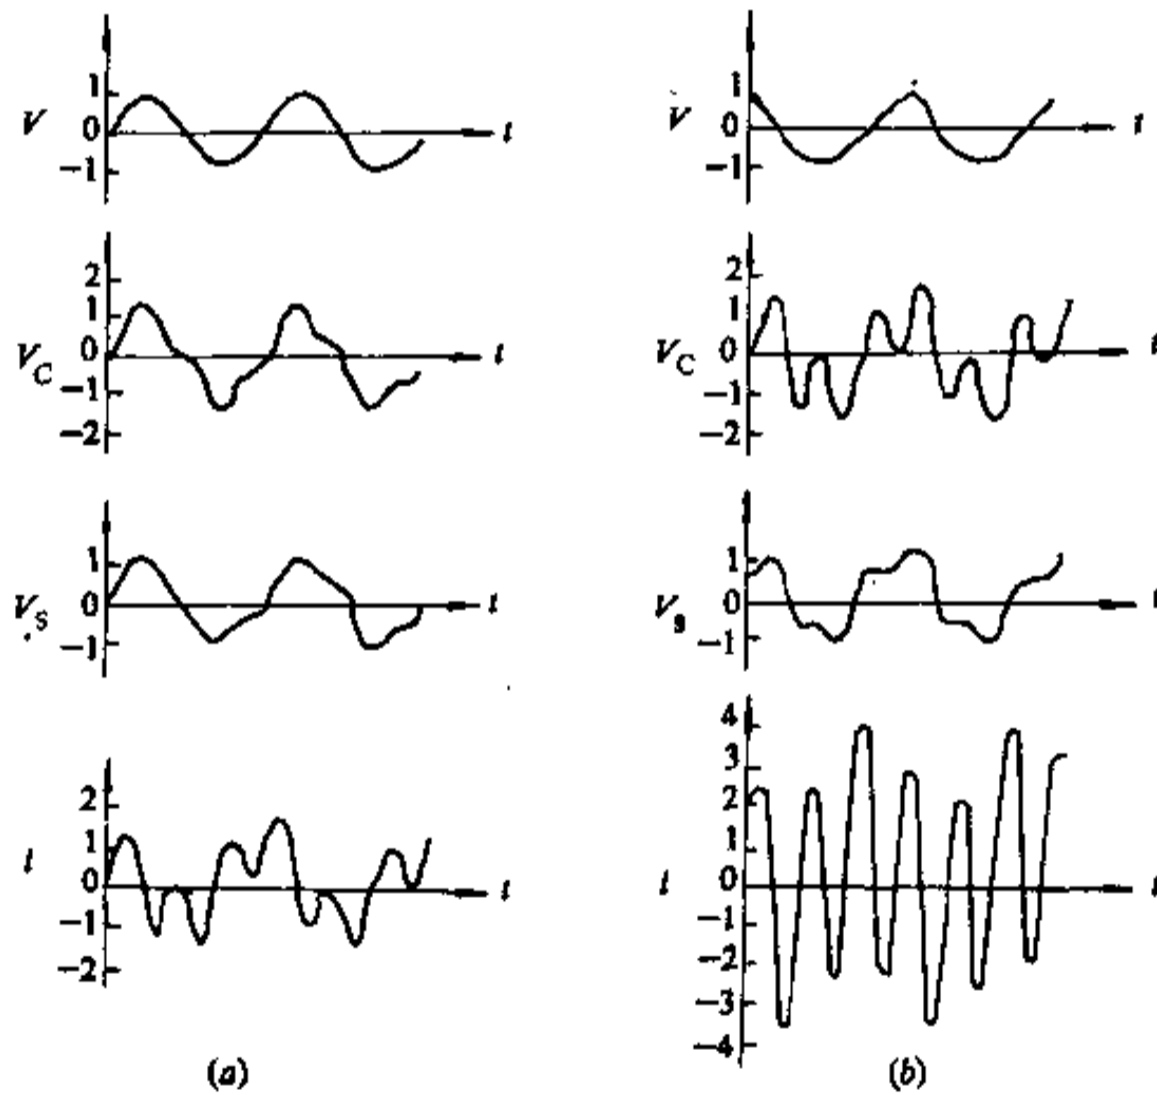 V 1 0 −1 t
V_C 2 1 0 −1 −2 t
V_S 1 0 −1 t
I 2 1 0 −1 −2 t
(a)
V 1 0 −1 t
V_C 2 1 0 −1 −2 t
V_S 1 0 −1 t
I 4 3 2 1 0 −1 −2 −3 −4 t
(b)